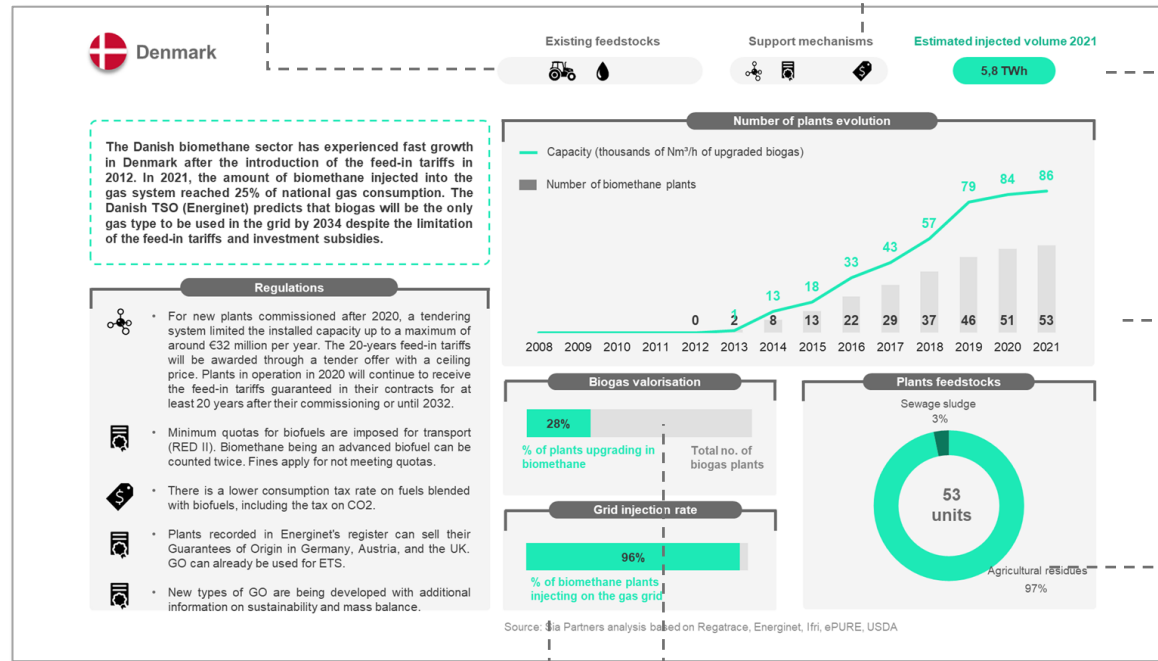 Denmark
Existing feedstocks
Support mechanisms
Estimated injected volume 2021
5,8 TWh
The Danish biomethane sector has experienced fast growth
in Denmark after the introduction of the feed-in tariffs in
2012. In 2021, the amount of biomethane injected into the
gas system reached 25% of national gas consumption. The
Danish TSO (Energinet) predicts that biogas will be the only
gas type to be used in the grid by 2034 despite the limitation
of the feed-in tariffs and investment subsidies.
Regulations
• For new plants commissioned after 2020, a tendering
system limited the installed capacity up to a maximum of
around €32 million per year. The 20-years feed-in tariffs
will be awarded through a tender offer with a ceiling
price. Plants in operation in 2020 will continue to receive
the feed-in tariffs guaranteed in their contracts for at
least 20 years after their commissioning or until 2032.
• Minimum quotas for biofuels are imposed for transport
(RED II). Biomethane being an advanced biofuel can be
counted twice. Fines apply for not meeting quotas.
$
• There is a lower consumption tax rate on fuels blended
with biofuels, including the tax on CO2.
• Plants recorded in Energinet's register can sell their
Guarantees of Origin in Germany, Austria, and the UK.
GO can already be used for ETS.
• New types of GO are being developed with additional
information on sustainability and mass balance.
Number of plants evolution
Capacity (thousands of Nm³/h of upgraded biogas)
Number of biomethane plants
1 13 18 33 43 57 79 84 86
0 2 8 13 22 29 37 46 51 53
2008 2009 2010 2011 2012 2013 2014 2015 2016 2017 2018 2019 2020 2021
Biogas valorisation
28%
% of plants upgrading in
biomethane
Total no. of
biogas plants
Grid injection rate
96%
% of biomethane plants
injecting on the gas grid
Plants feedstocks
Sewage sludge
3%
53
units
Agricultural residues
97%
Source: Sia Partners analysis based on Regatrace, Energinet, Ifri, ePURE, USDA